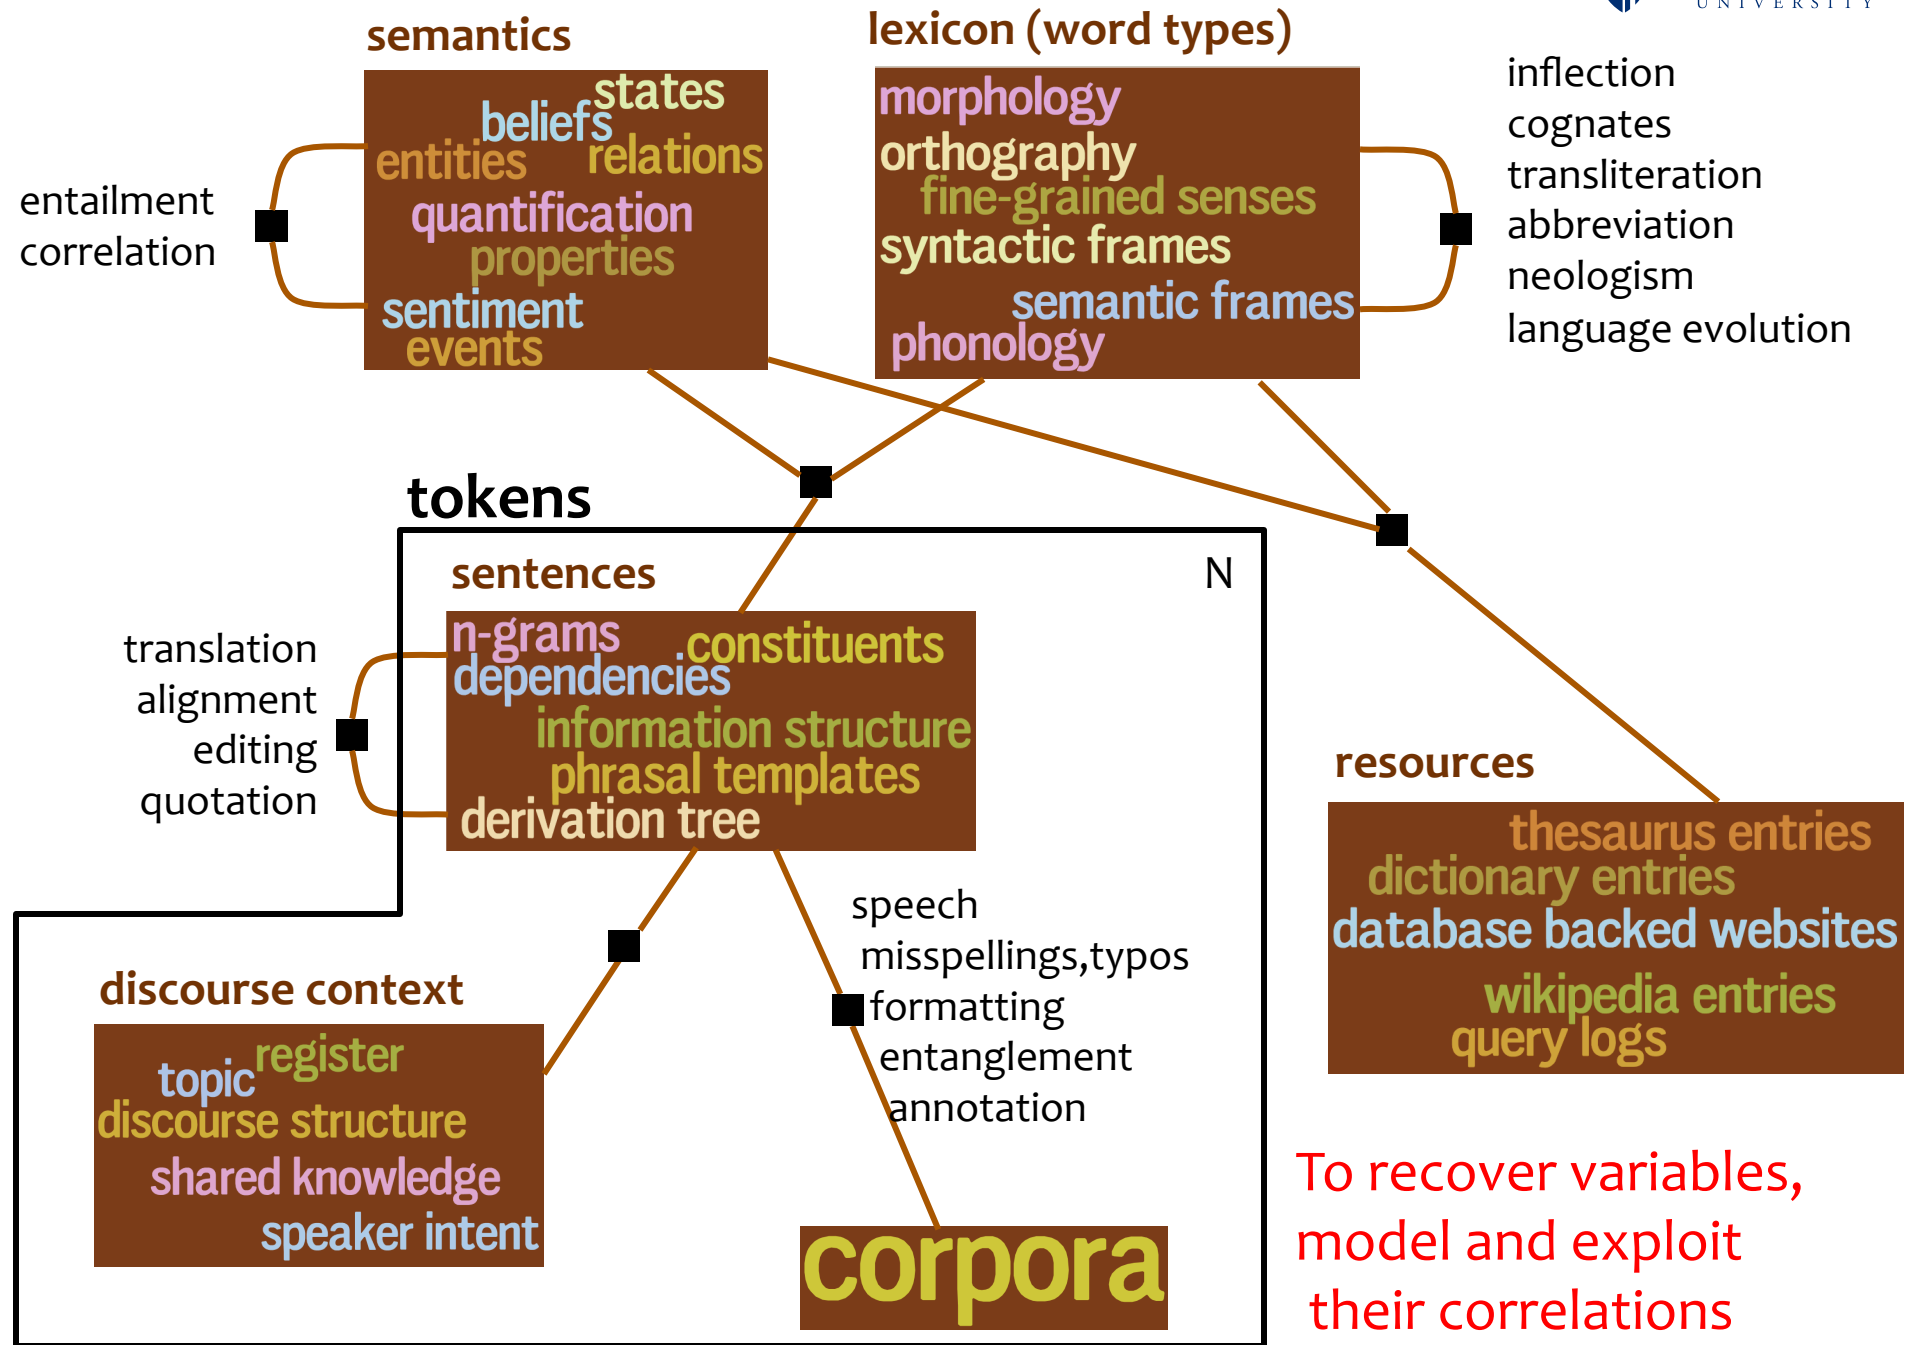 UNIVERSITY
semantics
states
beliefs
entities
relations
quantification
properties
sentiment
events
entailment
correlation
lexicon (word types)
morphology
orthography
fine-grained senses
syntactic frames
semantic frames
phonology
inflection
cognates
transliteration
abbreviation
neologism
language evolution
tokens
N
sentences
n-grams
constituents
dependencies
information structure
phrasal templates
derivation tree
translation
alignment
editing
quotation
speech
misspellings,typos
formatting
entanglement
annotation
discourse context
register
topic
discourse structure
shared knowledge
speaker intent
corpora
resources
thesaurus entries
dictionary entries
database backed websites
wikipedia entries
query logs
To recover variables,
model and exploit
their correlations